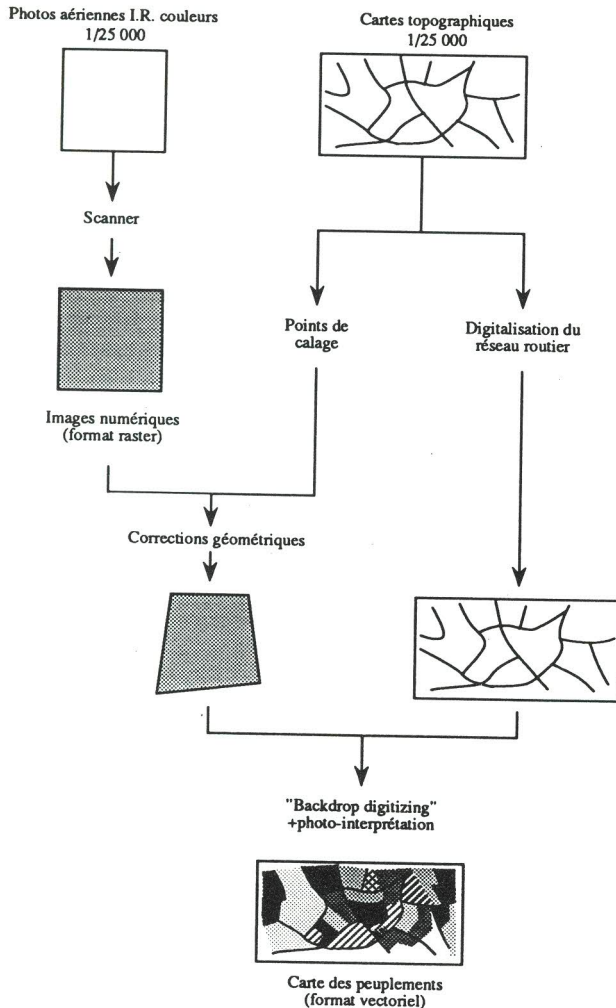 Photos aériennes I.R. couleurs
1/25 000
Cartes topographiques
1/25 000
Scanner
Points de
calage
Digitalisation du
réseau routier
Images numériques
(format raster)
Corrections géométriques
"Backdrop digitizing"
+photo-interprétation
Carte des peuplements
(format vectoriel)